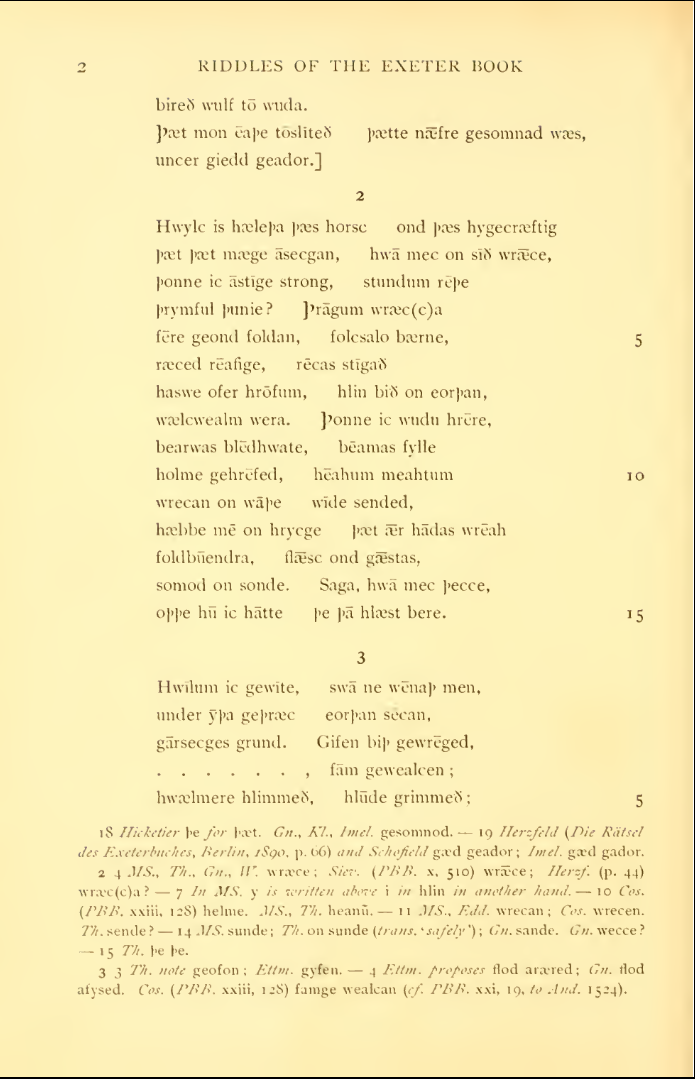 2 RIDDLES OF THE EXETER BOOK
bireð wulf tō wuda.
Þæt mon ēaþe tōslīteð þætte nǣfre gesomnad wæs,
uncer giedd geador.]
2
Hwylc is hæleþa þæs horsc ond þæs hygecræftig
þæt þæt mæge āsecgan, hwā mec on sīð wrǣce,
þonne ic āstīge strong, stundum rēþe
þrymful þunie? Þrāgum wræc(c)a
fēre geond foldan, folcsalo bærne, 5
ræced rēafige, rēcas stīgað
haswe ofer hrōfum, hlin bið on eorþan,
wælcwealm wera. Þonne ic wudu hrēre,
bearwas blēdhwate, bēamas fylle
holme gehrēfed, hēahum meahtum 10
wrecan on wāþe wīde sended,
hæbbe mē on hrycge þæt ǣr hādas wrēah
foldbūendra, flǣsc ond gǣstas,
somod on sonde. Saga, hwā mec þecce,
oþþe hū ic hātte þe þā hlæst bere. 15
3
Hwīlum ic gewīte, swā ne wēnaþ men,
under ȳþa geþræc eorþan sēcan,
gārsecges grund. Gifen biþ gewrēged,
. . . . . . , fām gewealcen ;
hwælmere hlimmeð, hlūde grimmeð ; 5
18 Hicketier þe for þæt. Gn., Kl., Imel. gesomnod. — 19 Herzfeld (Die Rätsel
des Exeterbuches, Berlin, 1890, p. 66) and Schofield gæd geador; Imel. gæd gador.
2 4 MS., Th., Gn., W. wræce; Siev. (PBB. x, 510) wrǣce; Herzf. (p. 44)
wræc(c)a? — 7 In MS. y is written above i in hlin in another hand. — 10 Cos.
(PBB. xxiii, 128) helme. MS., Th. heanū. — 11 MS., Edd. wrecan; Cos. wrecen.
Th. sende? — 14 MS. sunde; Th. on sunde (trans. ‘safely’); Gn. sande. Gn. wecce?
— 15 Th. þe þe.
3 3 Th. note geofon; Ettm. gyfen. — 4 Ettm. proposes flod aræred; Gn. flod
afysed. Cos. (PBB. xxiii, 128) famge wealcan (cf. PBB. xxi, 19, to And. 1524).